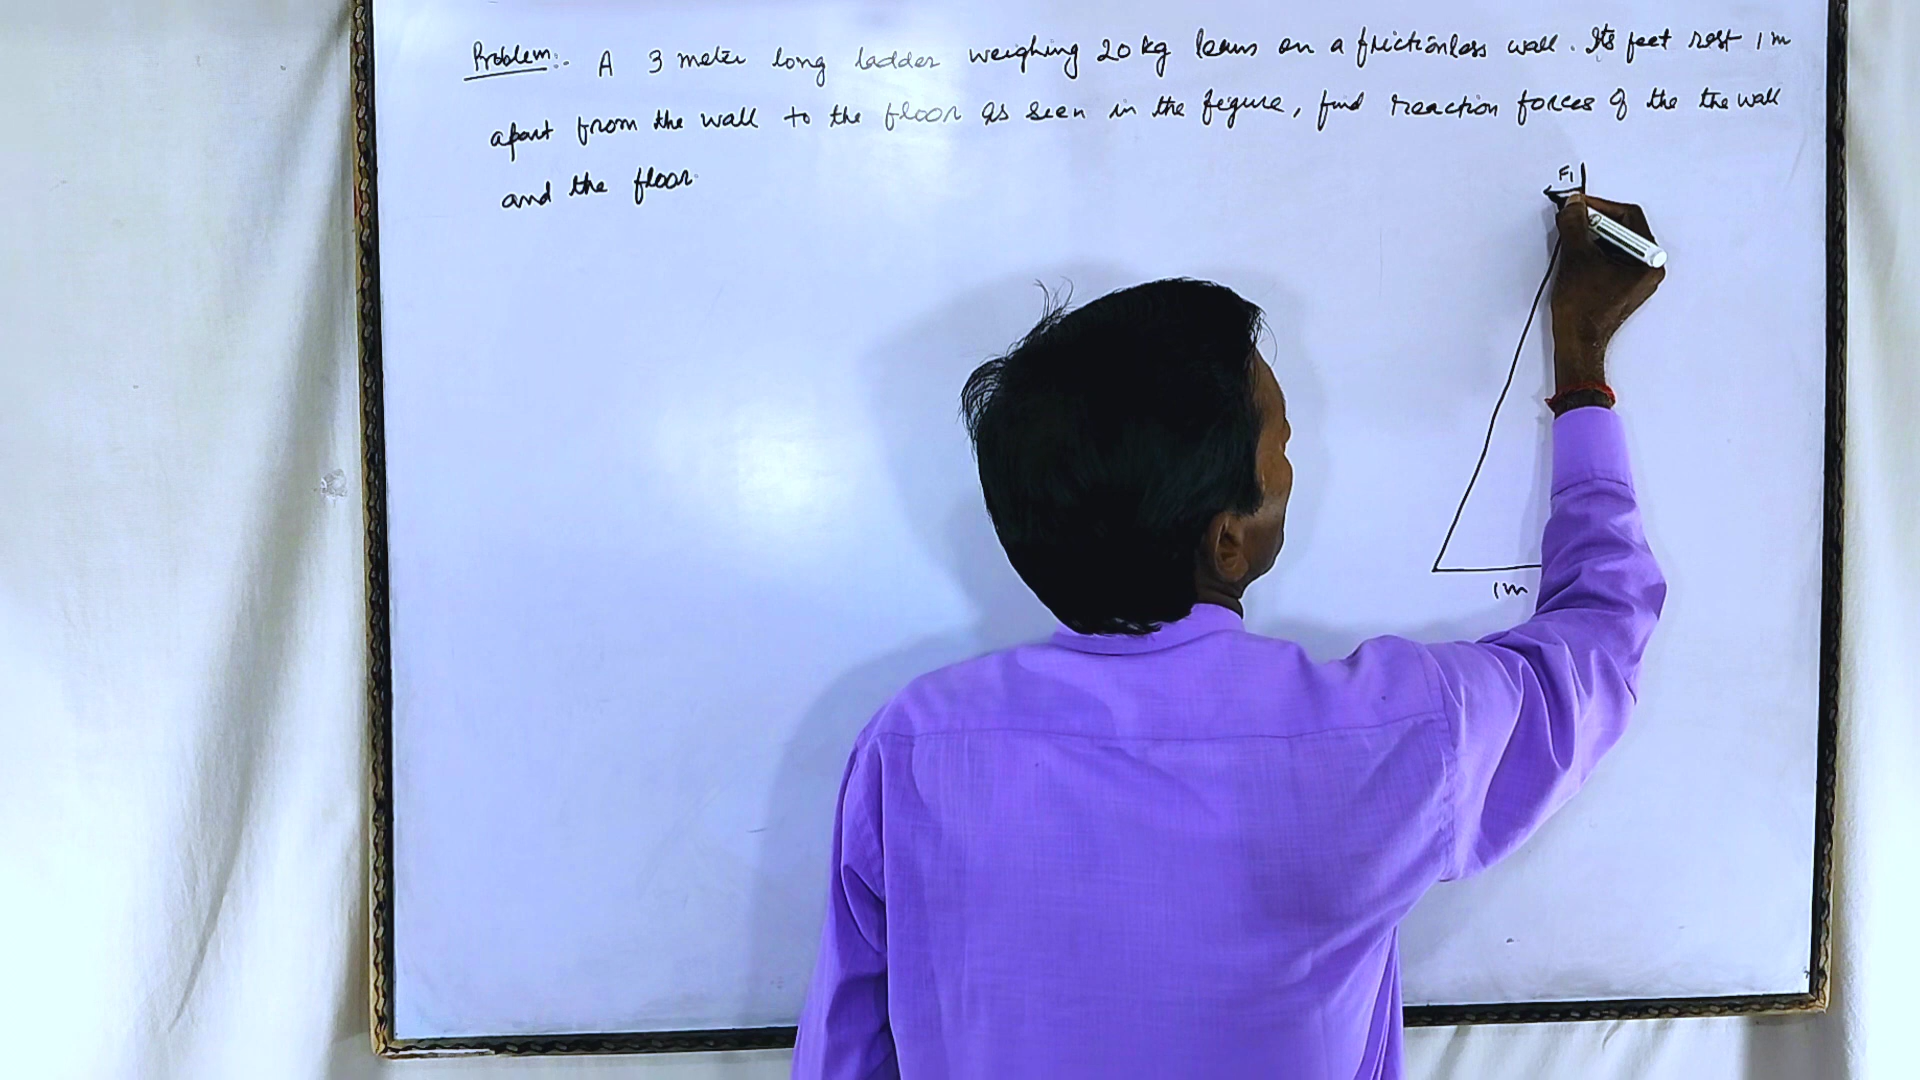 Problem:- A 3 meter long ladder weighing 20 kg leans on a frictionless wall. Its feet rest 1 m
apart from the wall to the floor as seen in the figure, find reaction forces of the the wall
and the floor.
F1
1m